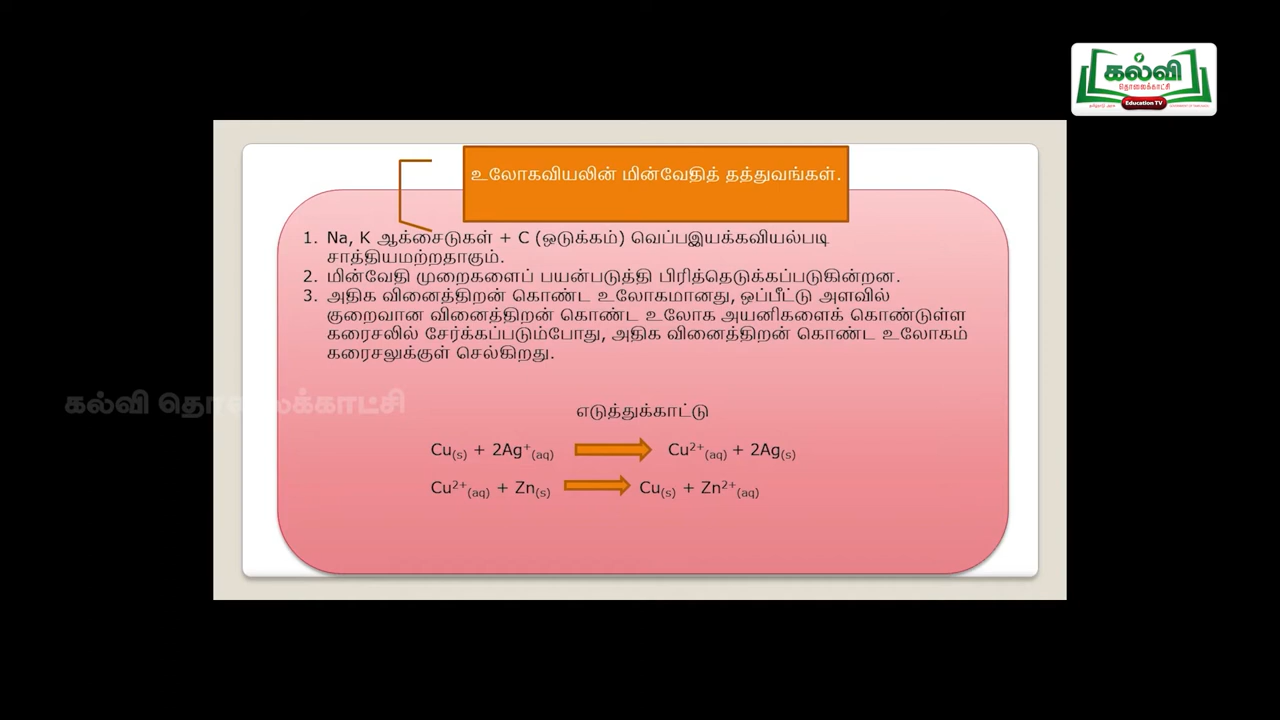 கல்வி
தொலைக்காட்சி
Education TV
உலோகவியலின் மின்வேதித் தத்துவங்கள்.
1. Na, K ஆக்சைடுகள் + C (ஒடுக்கம்) வெப்பஇயக்கவியல்படி
சாத்தியமற்றதாகும்.
2. மின்வேதி முறைகளைப் பயன்படுத்தி பிரித்தெடுக்கப்படுகின்றன.
3. அதிக வினைத்திறன் கொண்ட உலோகமானது, ஒப்பீட்டு அளவில்
குறைவான வினைத்திறன் கொண்ட உலோக அயனிகளைக் கொண்டுள்ள
கரைசலில் சேர்க்கப்படும்போது, அதிக வினைத்திறன் கொண்ட உலோகம்
கரைசலுக்குள் செல்கிறது.
கல்வி தொலைக்காட்சி
எடுத்துக்காட்டு
Cu(s) + 2Ag⁺(aq) Cu²⁺(aq) + 2Ag(s)
Cu²⁺(aq) + Zn(s) Cu(s) + Zn²⁺(aq)